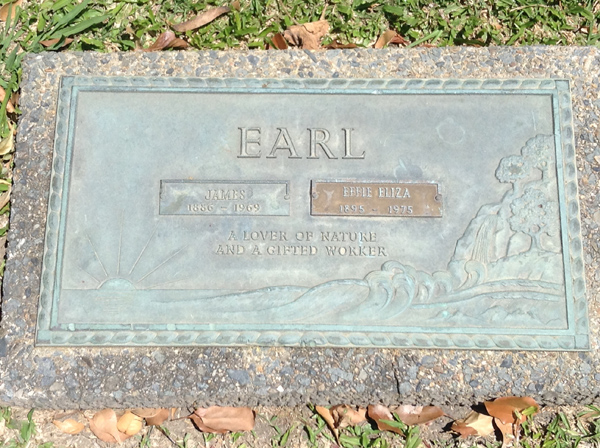 EARL
JAMES
1886 - 1969
EFFIE ELIZA
1895 - 1975
A LOVER OF NATURE
AND A GIFTED WORKER